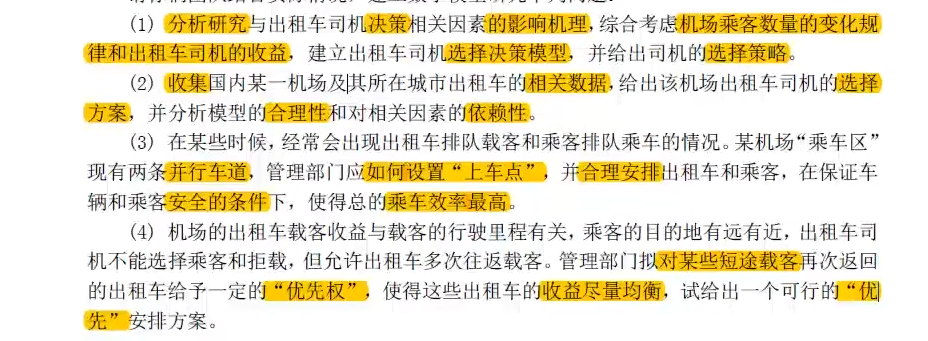 (1) 分析研究与出租车司机决策相关因素的影响机理，综合考虑机场乘客数量的变化规
律和出租车司机的收益，建立出租车司机选择决策模型，并给出司机的选择策略。
(2) 收集国内某一机场及其所在城市出租车的相关数据，给出该机场出租车司机的选择
方案，并分析模型的合理性和对相关因素的依赖性。
(3) 在某些时候，经常会出现出租车排队载客和乘客排队乘车的情况。某机场“乘车区”
现有两条并行车道，管理部门应如何设置“上车点”，并合理安排出租车和乘客，在保证车
辆和乘客安全的条件下，使得总的乘车效率最高。
(4) 机场的出租车载客收益与载客的行驶里程有关，乘客的目的地有远有近，出租车司
机不能选择乘客和拒载，但允许出租车多次往返载客。管理部门拟对某些短途载客再次返回
的出租车给予一定的“优先权”，使得这些出租车的收益尽量均衡，试给出一个可行的“优
先”安排方案。